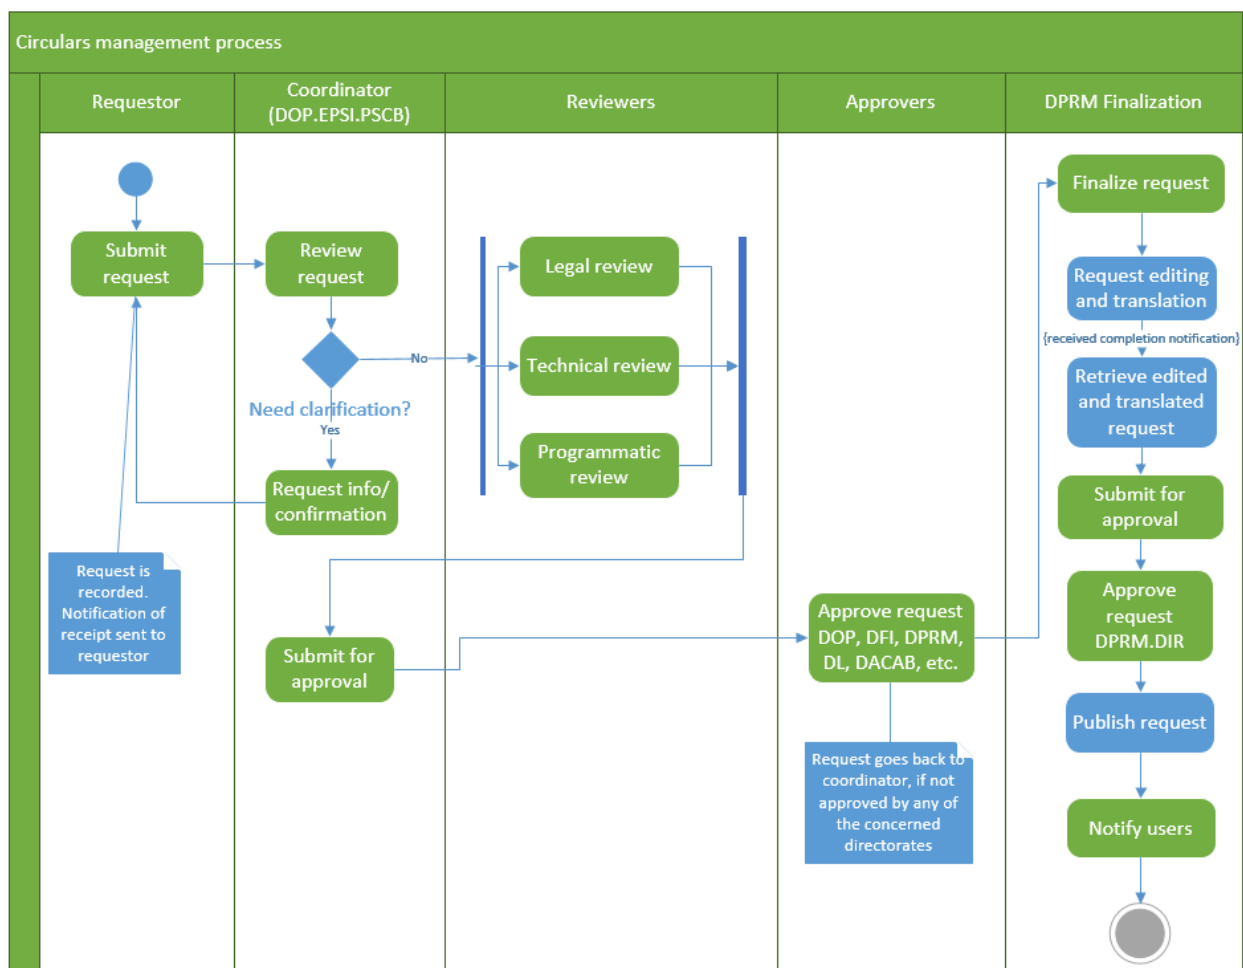 Circulars management process
Requestor
Coordinator
(DOP.EPSI.PSCB)
Reviewers
Approvers
DPRM Finalization
Submit
request
Request is
recorded.
Notification of
receipt sent to
requestor
Review
request
Need clarification?
No
Yes
Request info/
confirmation
Submit for
approval
Legal review
Technical review
Programmatic
review
Approve request
DOP, DFI, DPRM,
DL, DACAB, etc.
Request goes back to
coordinator, if not
approved by any of
the concerned
directorates
Finalize request
Request editing
and translation
{received completion notification}
Retrieve edited
and translated
request
Submit for
approval
Approve
request
DPRM.DIR
Publish request
Notify users